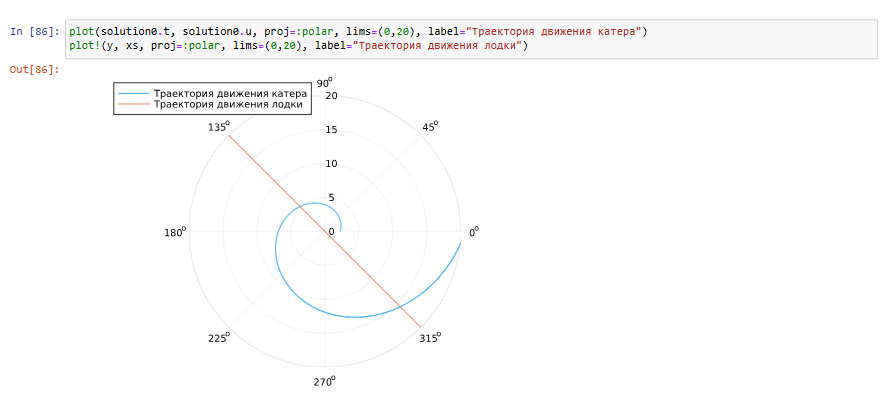 In [86]: plot(solution0.t, solution0.u, proj=:polar, lims=(0,20), label="Траектория движения катера")
plot!(y, xs, proj=:polar, lims=(0,20), label="Траектория движения лодки")
Out[86]:
90°
Траектория движения катера
Траектория движения лодки
20
135°
45°
15
10
5
180°
0
0°
225°
315°
270°